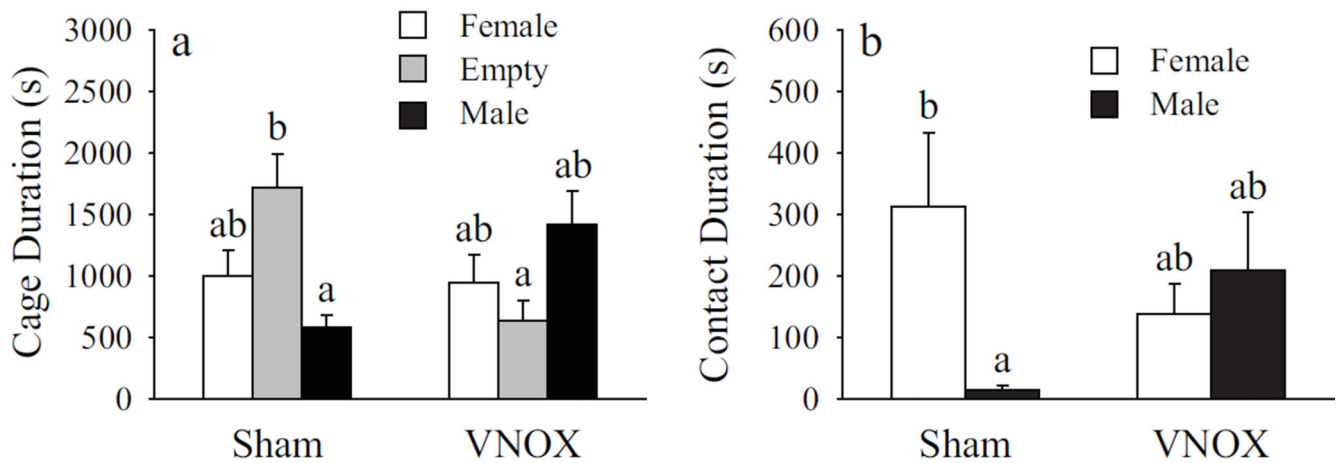 a
Female
Empty
Male
Cage Duration (s)
3000
2500
2000
1500
1000
500
0
ab
b
a
ab
a
ab
Sham
VNOX
b
Female
Male
Contact Duration (s)
600
500
400
300
200
100
0
b
a
ab
ab
Sham
VNOX